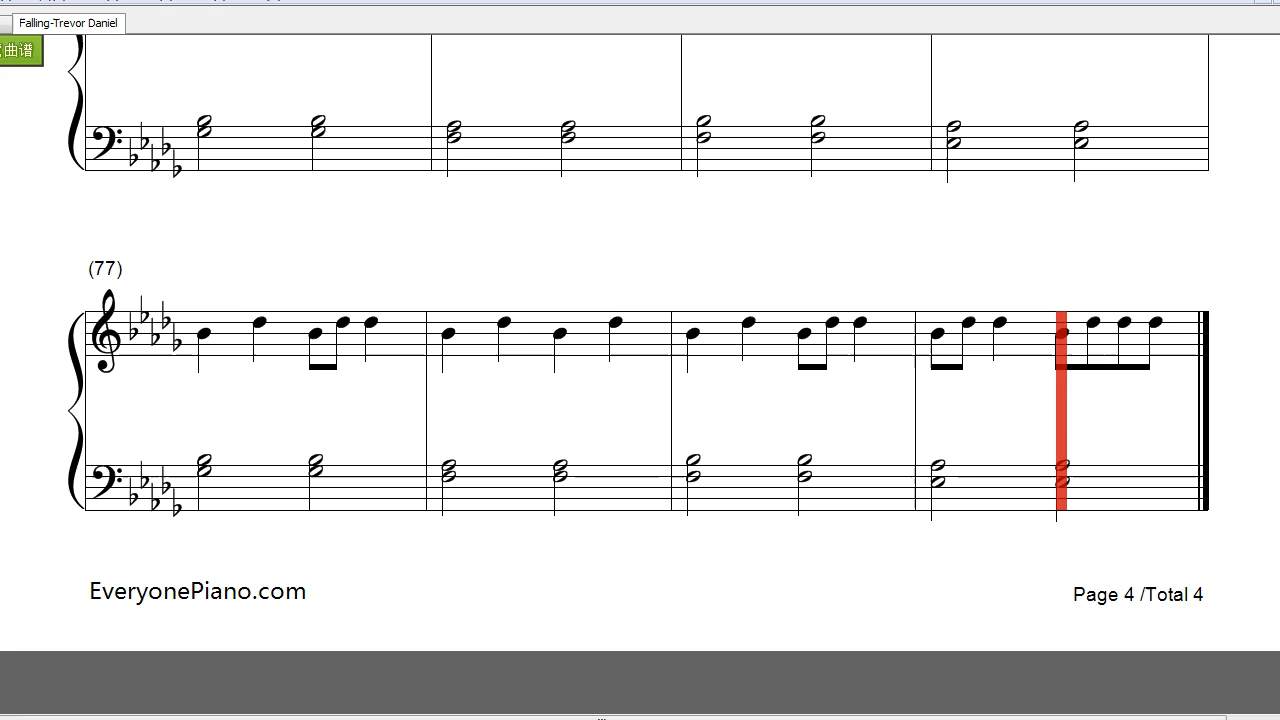 Falling-Trevor Daniel
曲谱
(77)
EveryonePiano.com
Page 4 /Total 4